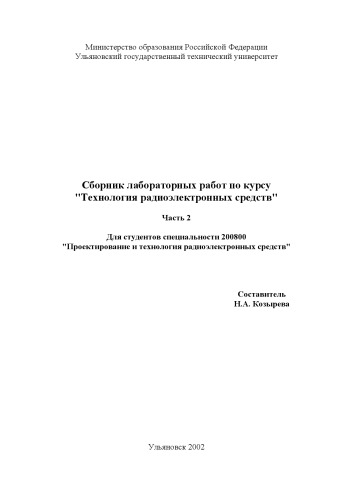 Министерство образования Российской Федерации
Ульяновский государственный технический университет
Сборник лабораторных работ по курсу
"Технология радиоэлектронных средств"
Часть 2
Для студентов специальности 200800
"Проектирование и технология радиоэлектронных средств"
Составитель
Н.А. Козырева
Ульяновск 2002